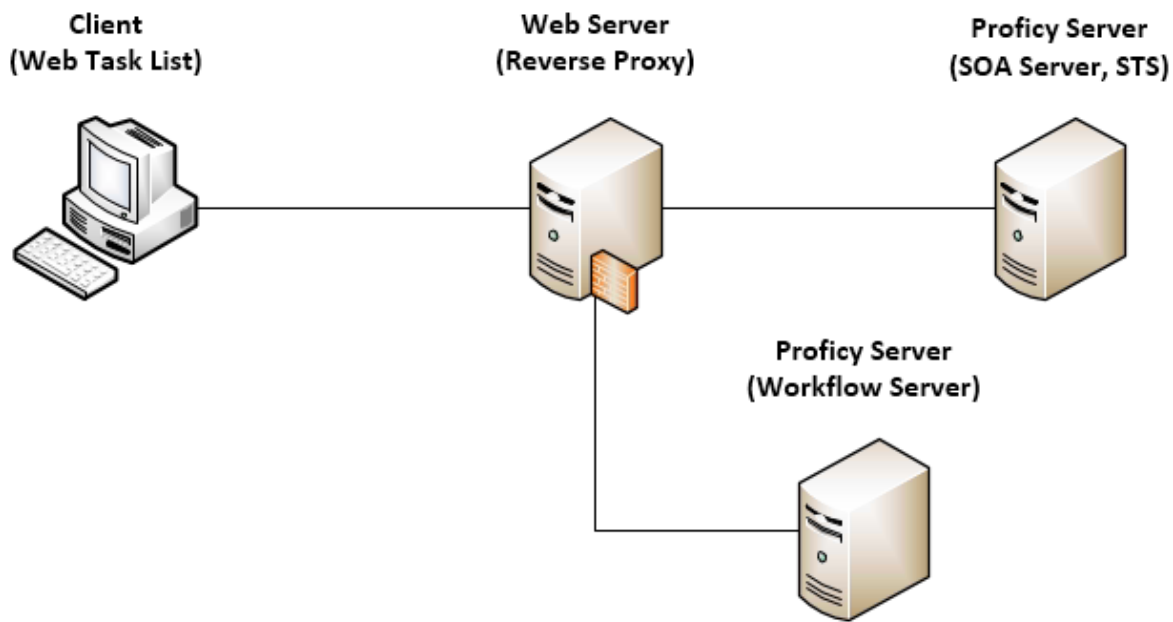 Client
(Web Task List)
Web Server
(Reverse Proxy)
Proficy Server
(SOA Server, STS)
Proficy Server
(Workflow Server)